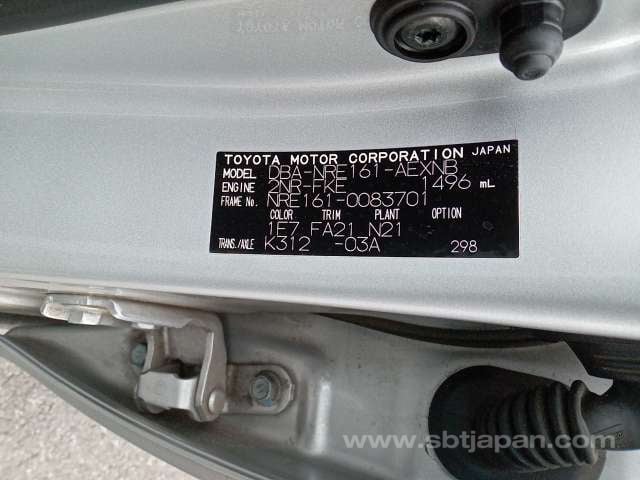 TOYOTA MOTOR CORPORATION JAPAN
MODEL DBA-NRE161-AEXNB
ENGINE 2NR-FKE 1496 mL
FRAME No. NRE161-0083701
COLOR TRIM PLANT OPTION
1E7 FA21 N21
TRANS./AXLE K312 -03A 298
www.sbtjapan.com